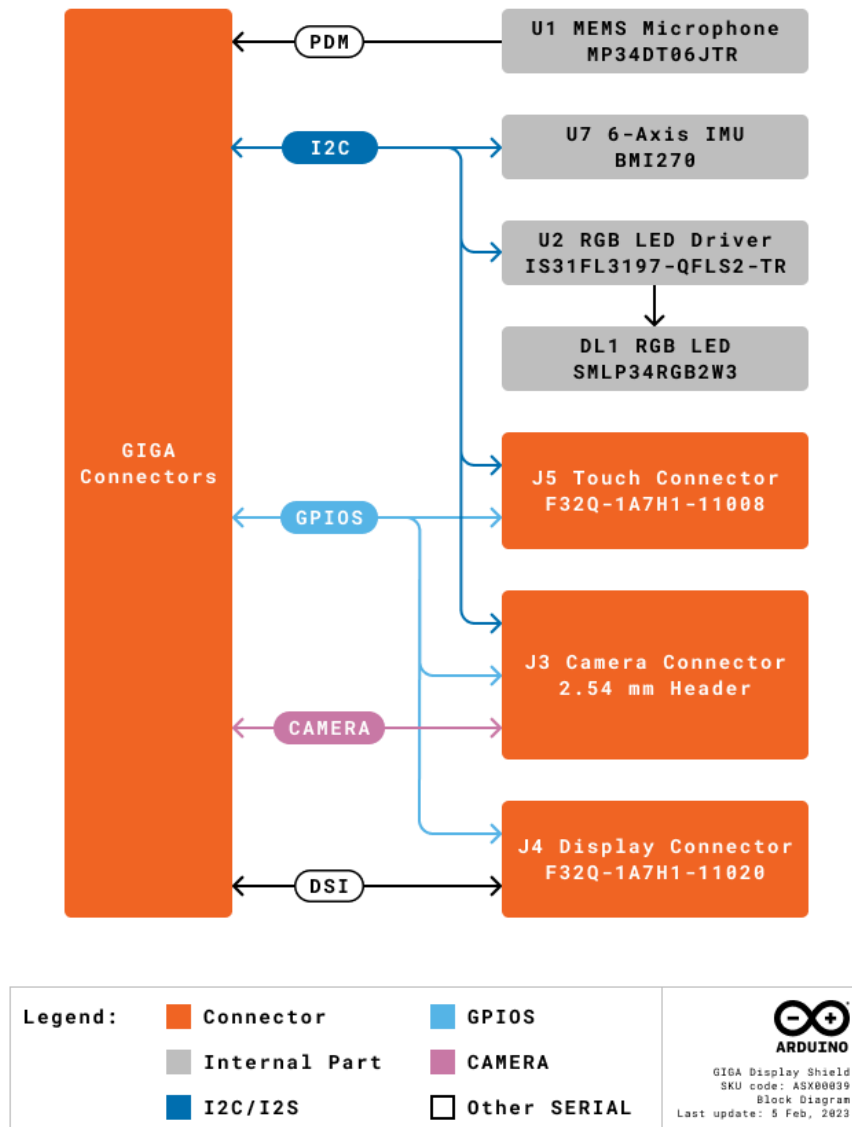 U1 MEMS Microphone
MP34DT06JTR
PDM
U7 6-Axis IMU
BMI270
I2C
U2 RGB LED Driver
IS31FL3197-QFLS2-TR
DL1 RGB LED
SMLP34RGB2W3
GIGA
Connectors
J5 Touch Connector
F32Q-1A7H1-11008
GPIOS
J3 Camera Connector
2.54 mm Header
CAMERA
J4 Display Connector
F32Q-1A7H1-11020
DSI
Legend:
Connector
GPIOS
Internal Part
CAMERA
I2C/I2S
Other SERIAL
ARDUINO
GIGA Display Shield
SKU code: ASX00039
Block Diagram
Last update: 5 Feb, 2023